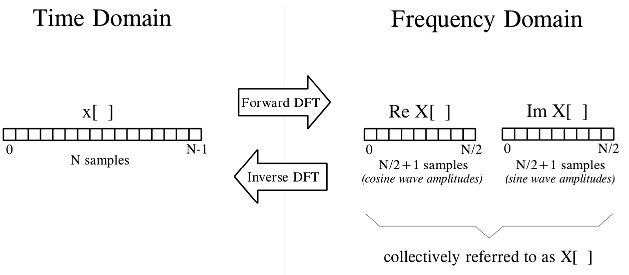 Time Domain
Frequency Domain
x[ ]
0
N-1
N samples
Forward DFT
Inverse DFT
Re X[ ]
0
N/2
N/2+1 samples
(cosine wave amplitudes)
Im X[ ]
0
N/2
N/2+1 samples
(sine wave amplitudes)
collectively referred to as X[ ]